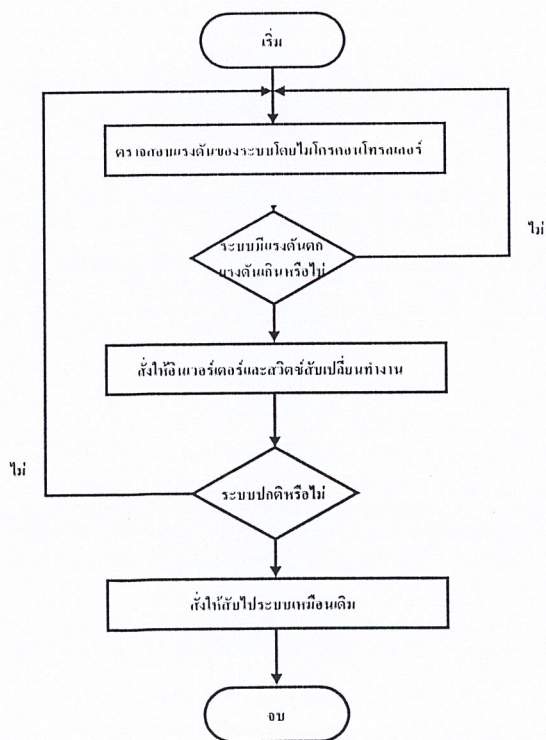 เริ่ม
ตรวจสอบแรงดันของระบบโดยไมโครคอนโทรลเลอร์
ระบบมีแรงดันตก
แรงดันเกินหรือไม่
ไม่
สั่งให้อินเวอร์เตอร์และสวิตช์สับเปลี่ยนทำงาน
ไม่
ระบบปกติหรือไม่
สั่งให้สับไประบบเหมือนเดิม
จบ